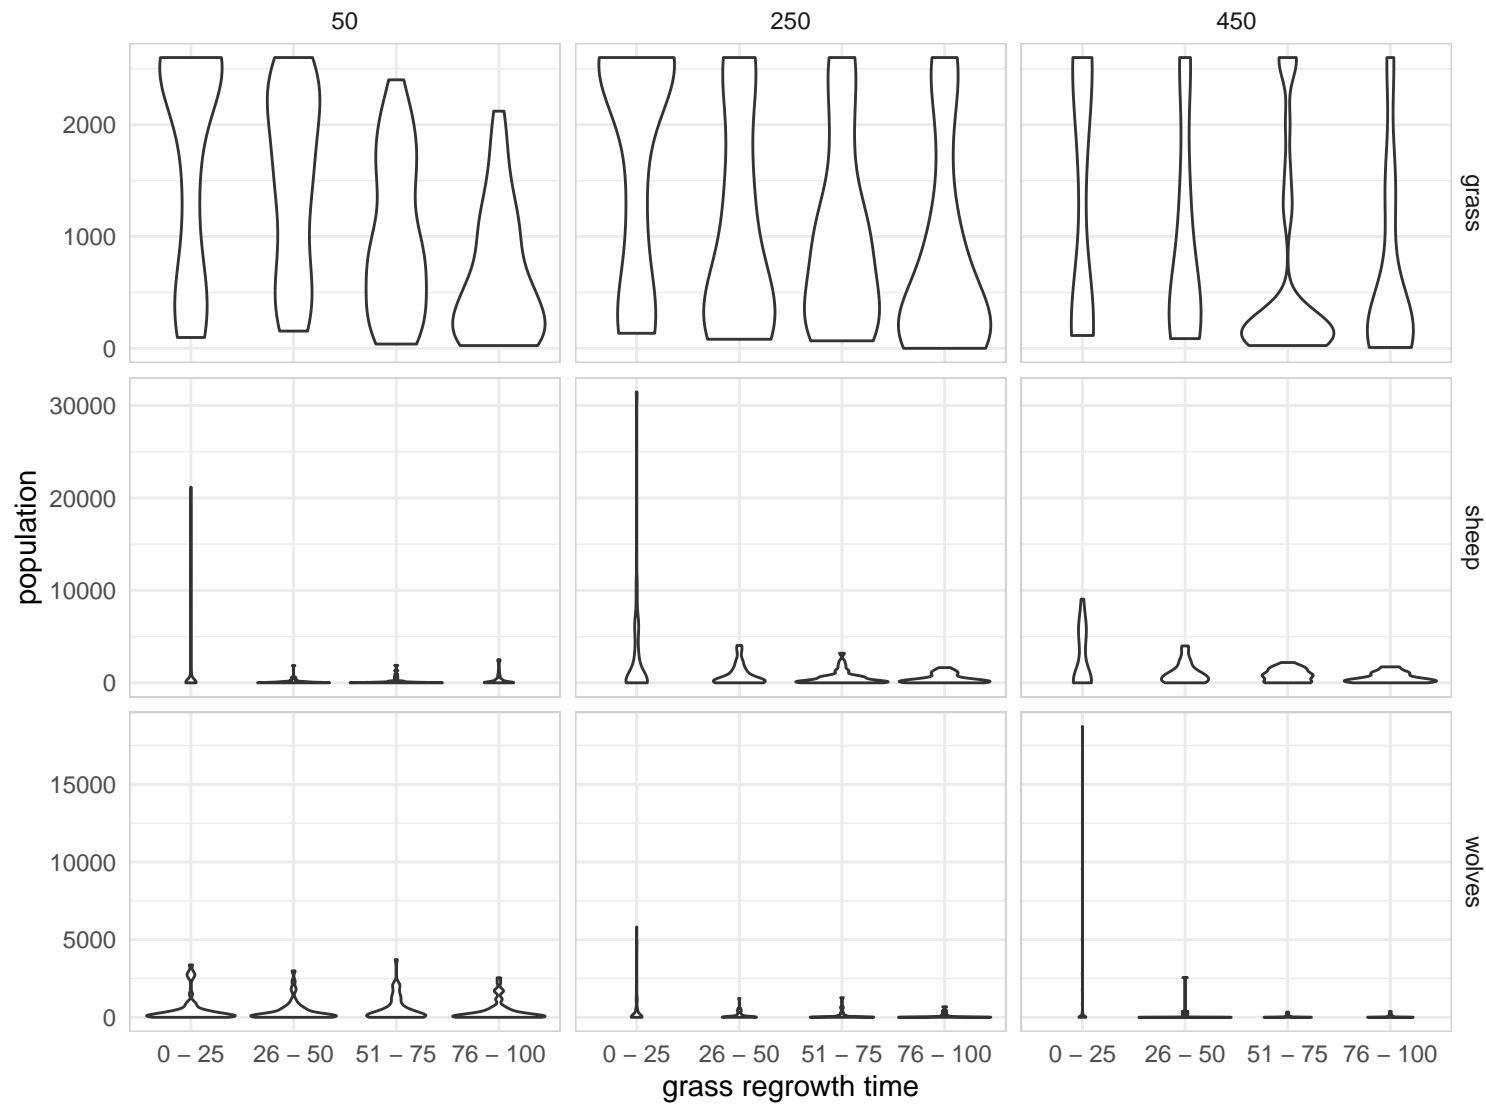 50 250 450
2000
1000
0
grass
30000
20000
10000
0
sheep
population
15000
10000
5000
0
wolves
0 − 25 26 − 50 51 − 75 76 − 100 0 − 25 26 − 50 51 − 75 76 − 100 0 − 25 26 − 50 51 − 75 76 − 100
grass regrowth time